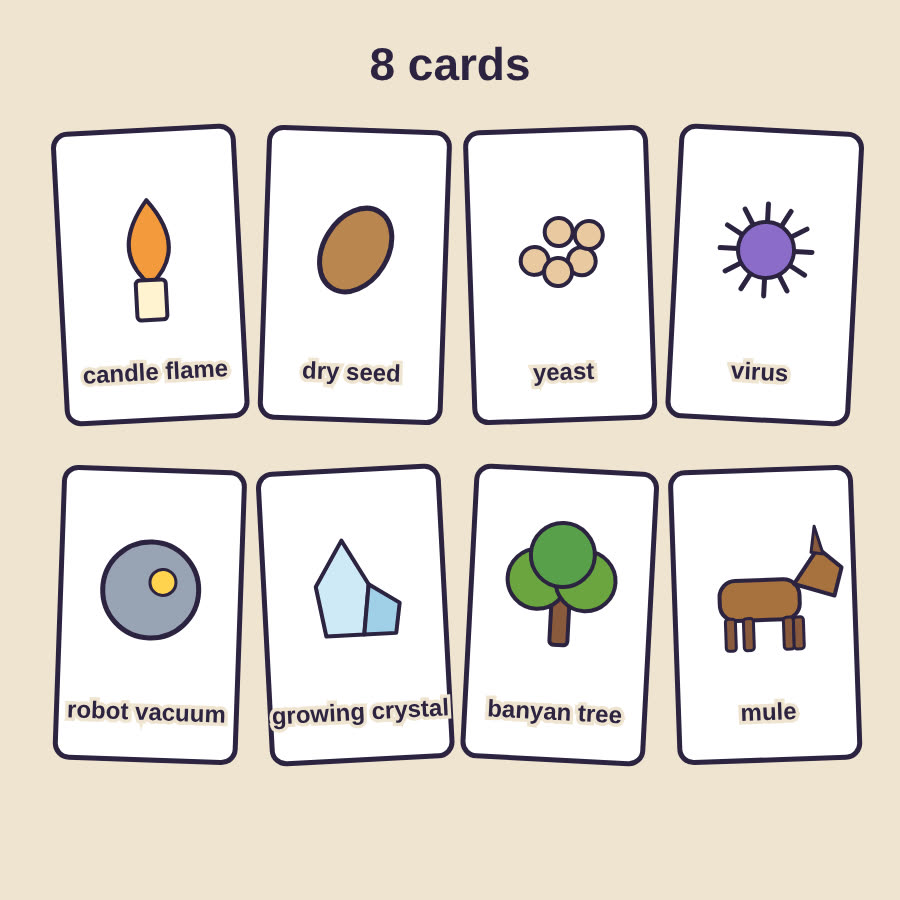 8 cards
candle flame
dry seed
yeast
virus
robot vacuum
growing crystal
banyan tree
mule